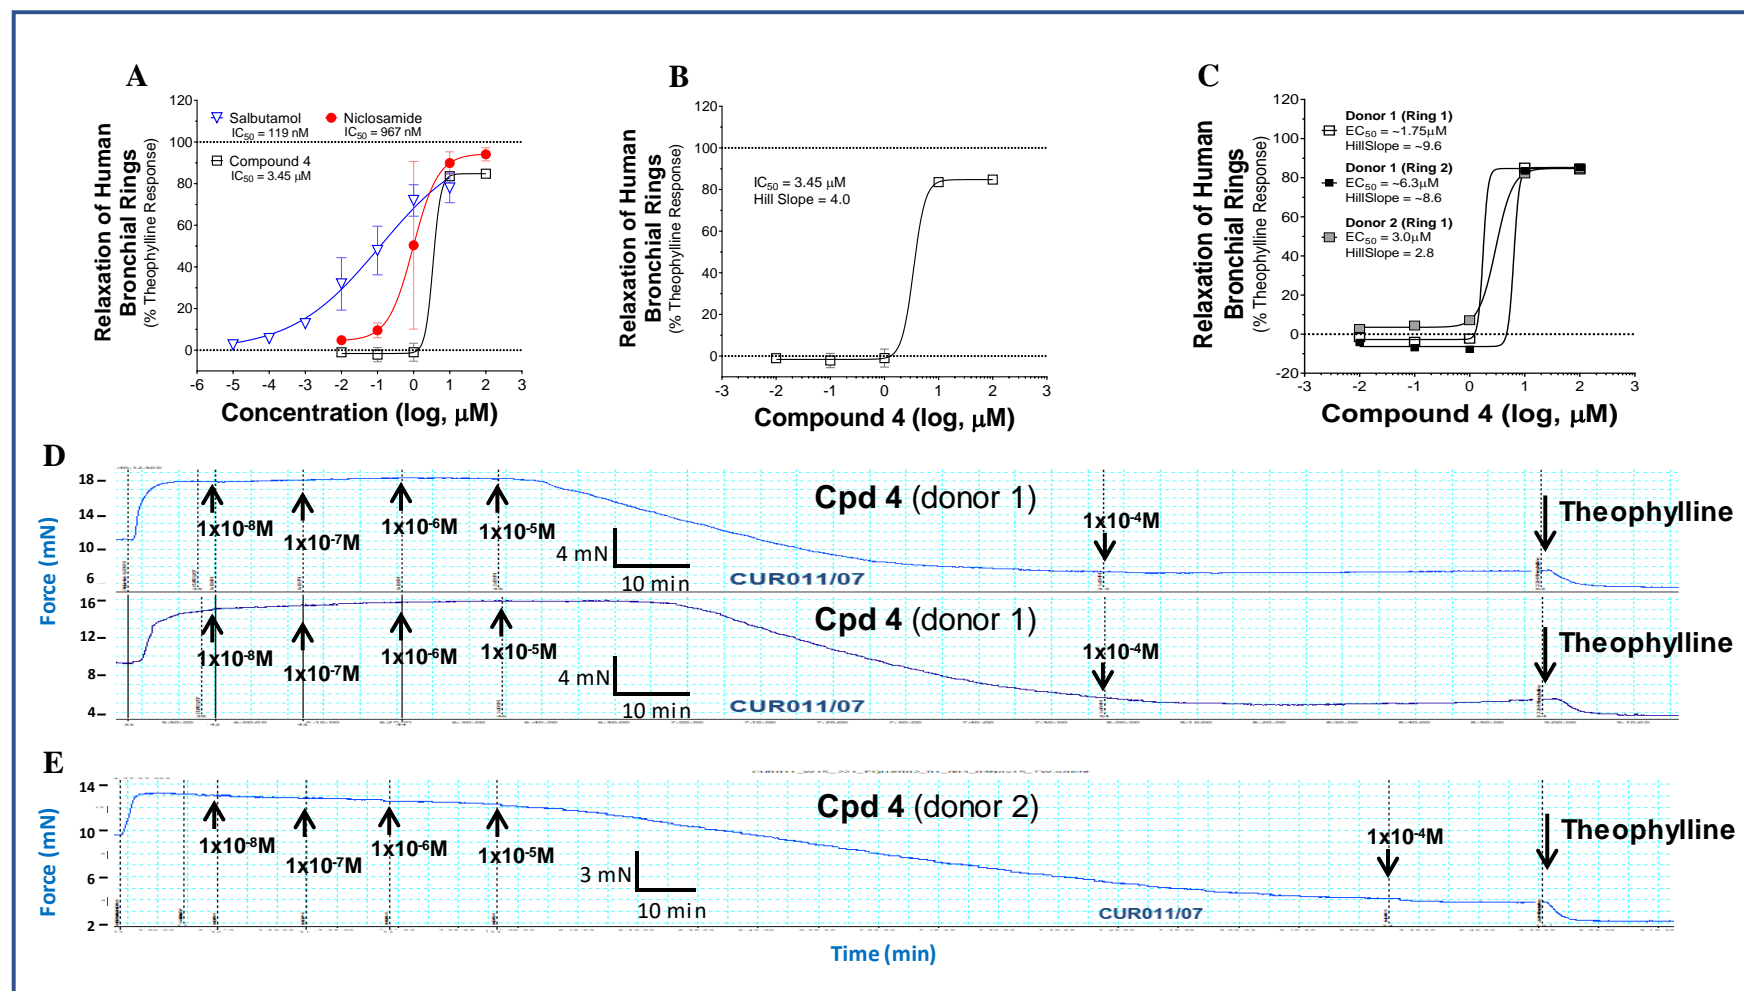 A
Relaxation of Human
Bronchial Rings
(% Theophylline Response)
120
100
80
60
40
20
0
Salbutamol
IC50 = 119 nM
Niclosamide
IC50 = 967 nM
Compound 4
IC50 = 3.45 µM
-6 -5 -4 -3 -2 -1 0 1 2 3
Concentration (log, µM)
B
Relaxation of Human
Bronchial Rings
(% Theophylline Response)
120
100
80
60
40
20
0
IC50 = 3.45 µM
Hill Slope = 4.0
-3 -2 -1 0 1 2 3
Compound 4 (log, µM)
C
Relaxation of Human
Bronchial Rings
(% Theophylline Response)
120
100
80
60
40
20
0
-20
Donor 1 (Ring 1)
EC50 = ~1.75µM
HillSlope = ~9.6
Donor 1 (Ring 2)
EC50 = ~6.3µM
HillSlope = ~8.6
Donor 2 (Ring 1)
EC50 = 3.0µM
HillSlope = 2.8
-3 -2 -1 0 1 2 3
Compound 4 (log, µM)
D
Force (mN)
18
14
10
6
1x10-8M
1x10-7M
1x10-6M
1x10-5M
4 mN
10 min
Cpd 4 (donor 1)
CUR011/07
1x10-4M
Theophylline
16
12
8
4
1x10-8M
1x10-7M
1x10-6M
1x10-5M
4 mN
10 min
Cpd 4 (donor 1)
CUR011/07
1x10-4M
Theophylline
E
Force (mN)
14
10
6
2
1x10-8M
1x10-7M
1x10-6M
1x10-5M
3 mN
10 min
Cpd 4 (donor 2)
CUR011/07
1x10-4M
Theophylline
Time (min)